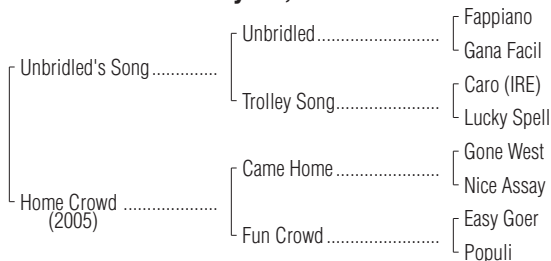 Fappiano
Unbridled....................
Gana Facil
Unbridled's Song..............
Caro (IRE)
Trolley Song.................
Lucky Spell
Gone West
Came Home................
Nice Assay
Home Crowd ....................
(2005)
Easy Goer
Fun Crowd ........................
Populi